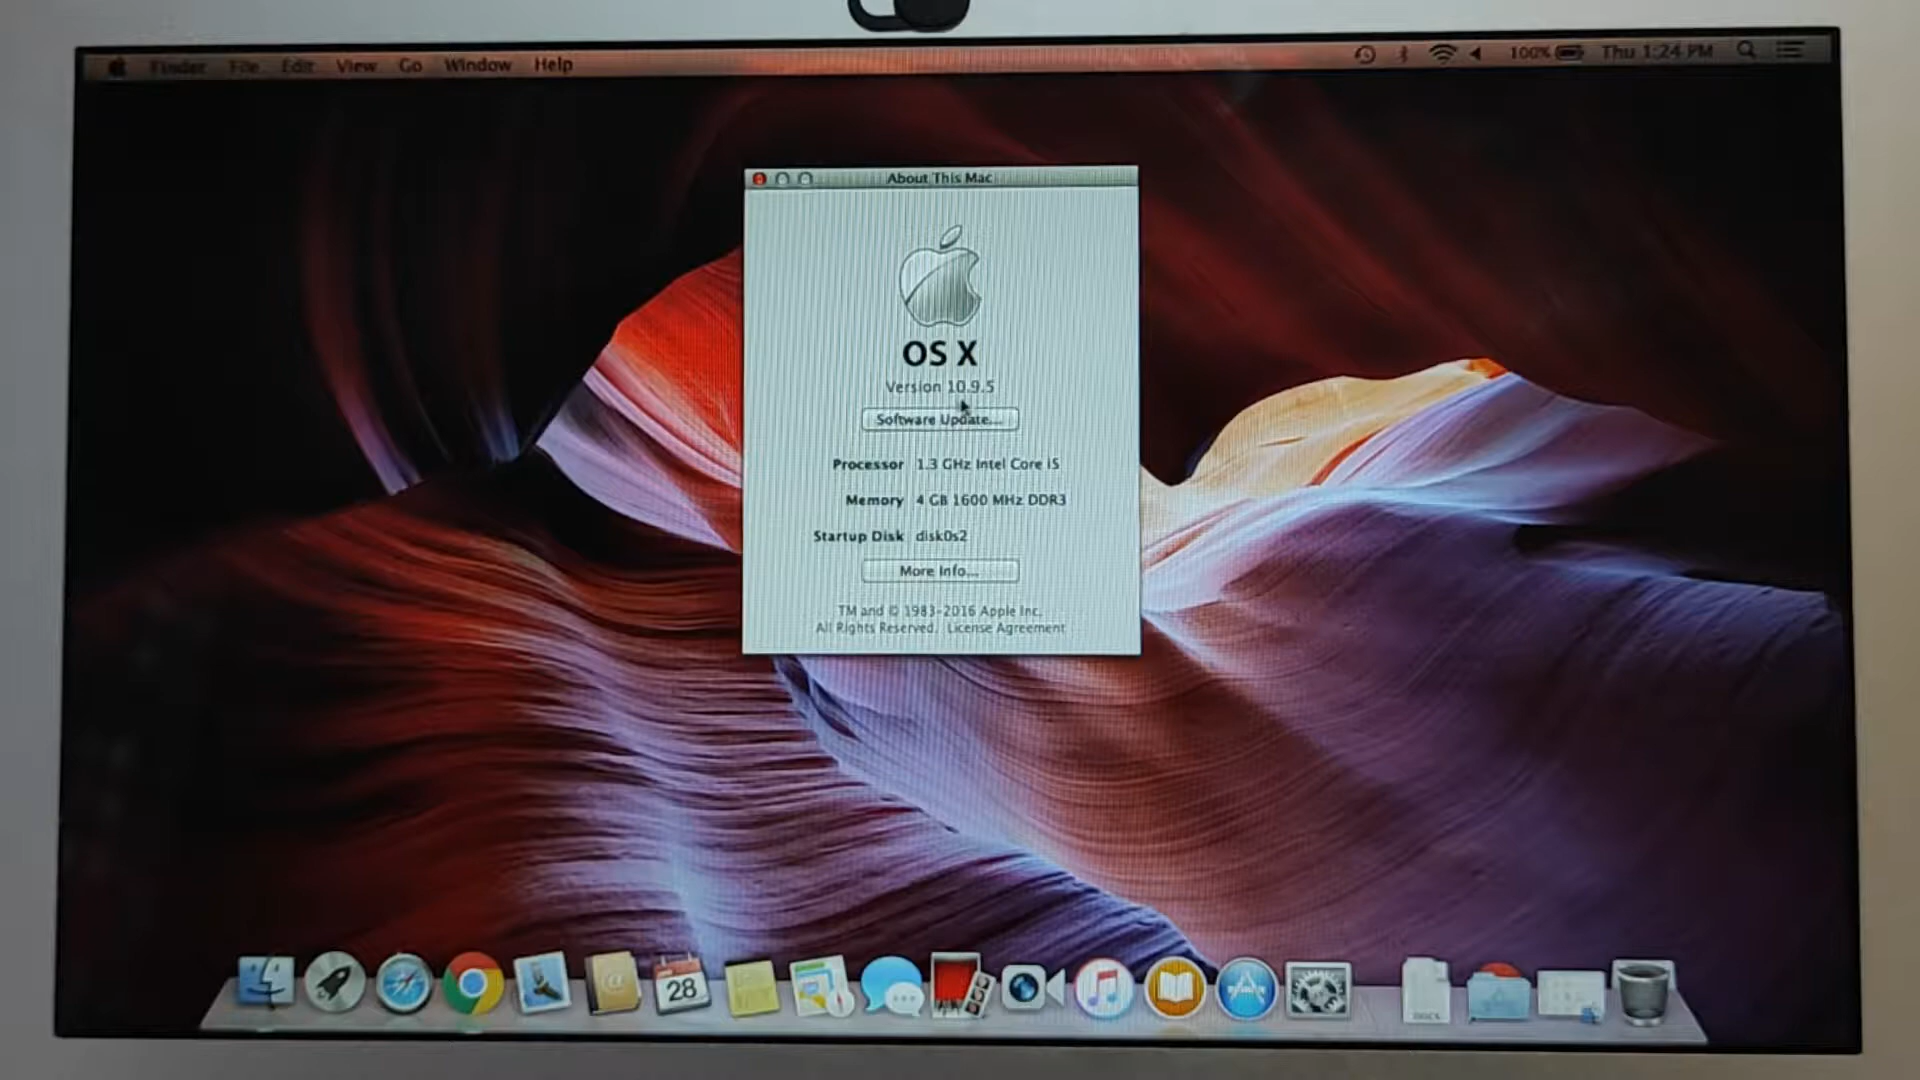 Finder File Edit View Go Window Help
100% Thu 1:24 PM
About This Mac
OS X
Version 10.9.5
Software Update...
Processor 1.3 GHz Intel Core i5
Memory 4 GB 1600 MHz DDR3
Startup Disk disk0s2
More Info...
TM and © 1983-2016 Apple Inc.
All Rights Reserved. License Agreement
28
DOCX